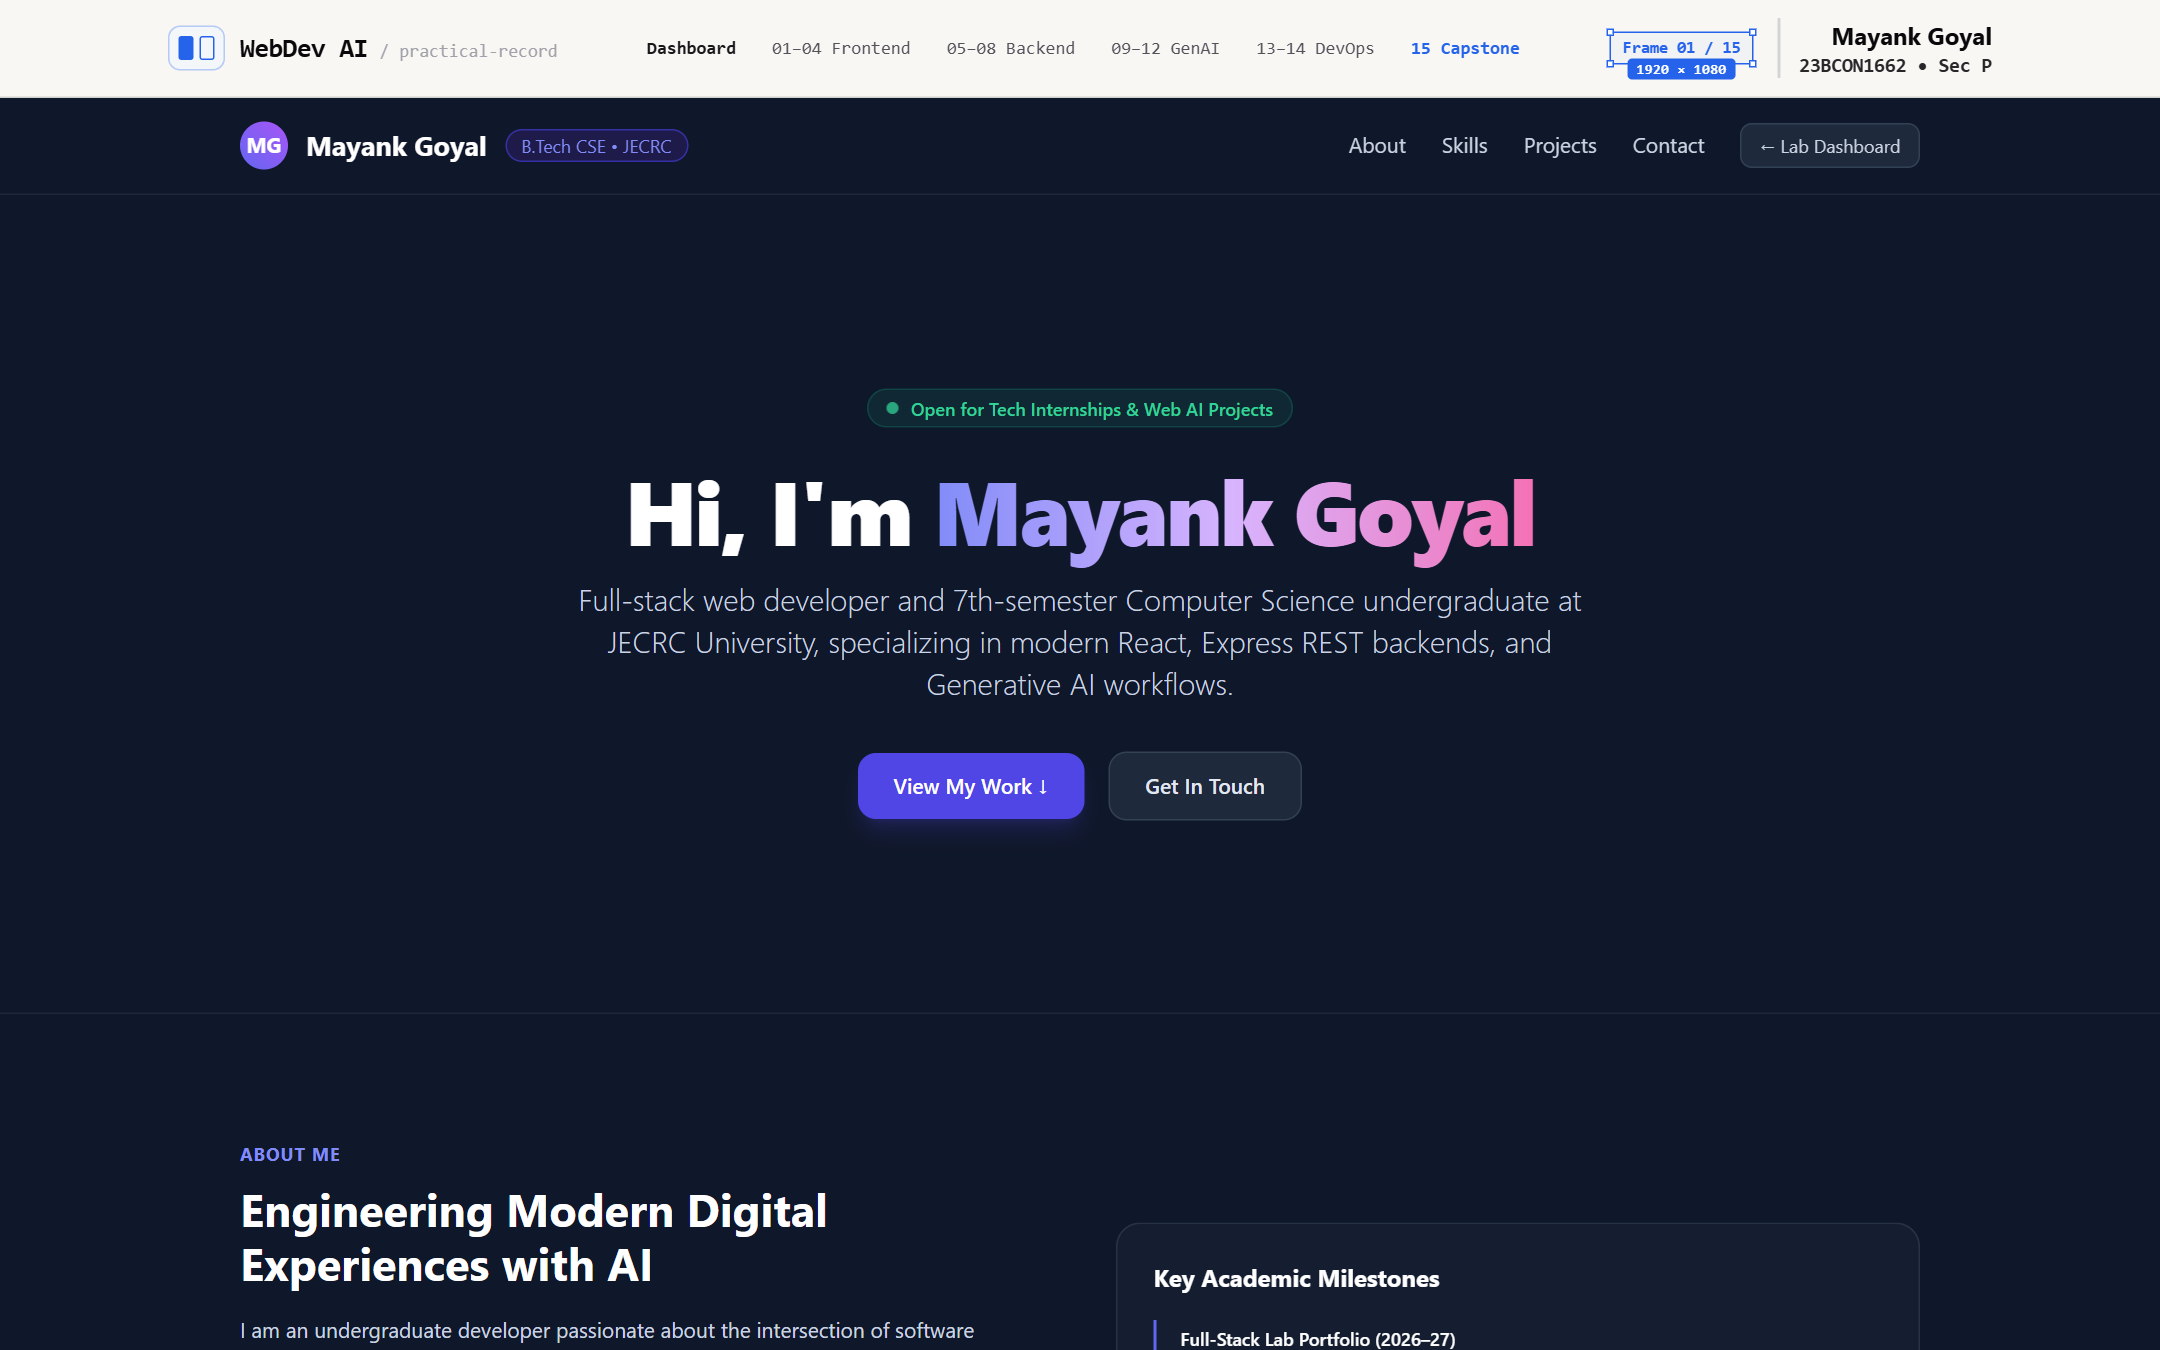 WebDev AI / practical-record
Dashboard 01–04 Frontend 05–08 Backend 09–12 GenAI 13–14 DevOps 15 Capstone
Frame 01 / 15
1920 × 1080
Mayank Goyal
23BCON1662 • Sec P
MG Mayank Goyal B.Tech CSE • JECRC
About Skills Projects Contact ← Lab Dashboard
Open for Tech Internships & Web AI Projects
Hi, I'm Mayank Goyal
Full-stack web developer and 7th-semester Computer Science undergraduate at
JECRC University, specializing in modern React, Express REST backends, and
Generative AI workflows.
View My Work ↓ Get In Touch
ABOUT ME
Engineering Modern Digital
Experiences with AI
I am an undergraduate developer passionate about the intersection of software
Key Academic Milestones
Full-Stack Lab Portfolio (2026–27)